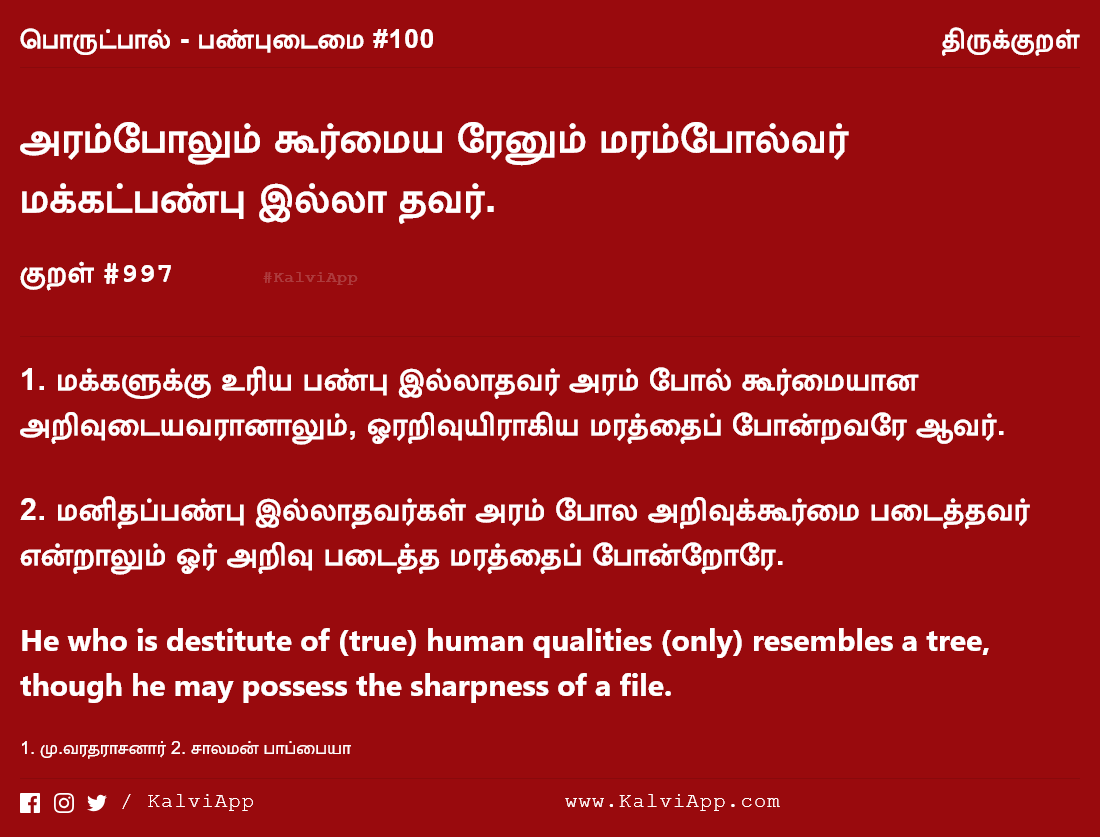 பொருட்பால் - பண்புடைமை #100 திருக்குறள்
அரம்போலும் கூர்மைய ரேனும் மரம்போல்வர்
மக்கட்பண்பு இல்லா தவர்.
குறள் #997 #KalviApp
1. மக்களுக்கு உரிய பண்பு இல்லாதவர் அரம் போல் கூர்மையான
அறிவுடையவரானாலும், ஓரறிவுயிராகிய மரத்தைப் போன்றவரே ஆவர்.
2. மனிதப்பண்பு இல்லாதவர்கள் அரம் போல அறிவுக்கூர்மை படைத்தவர்
என்றாலும் ஓர் அறிவு படைத்த மரத்தைப் போன்றோரே.
He who is destitute of (true) human qualities (only) resembles a tree,
though he may possess the sharpness of a file.
1. மு.வரதராசனார் 2. சாலமன் பாப்பையா
/ KalviApp www.KalviApp.com